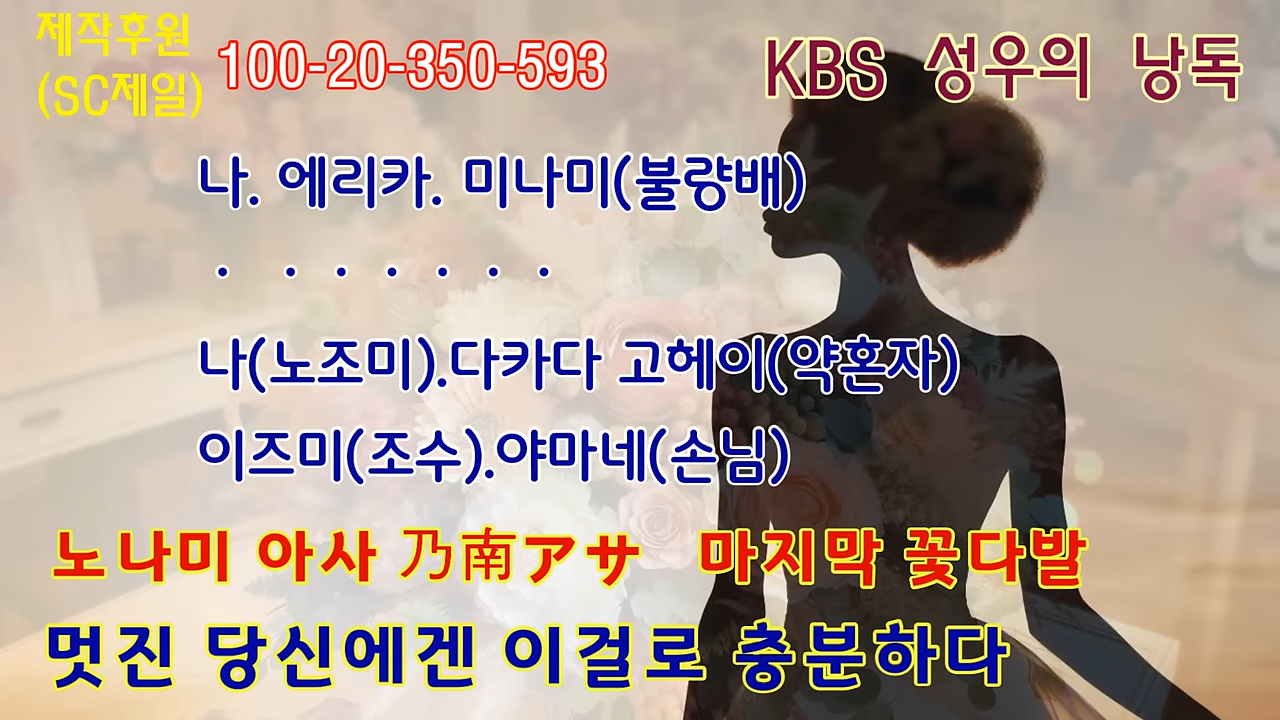 제작후원
(SC제일)
100-20-350-593
KBS 성우의 낭독
나. 에리카. 미나미(불량배)
. . . . . . .
나(노조미).다카다 고헤이(약혼자)
이즈미(조수).야마네(손님)
노나미 아사 乃南アサ 마지막 꽃다발
멋진 당신에겐 이걸로 충분하다